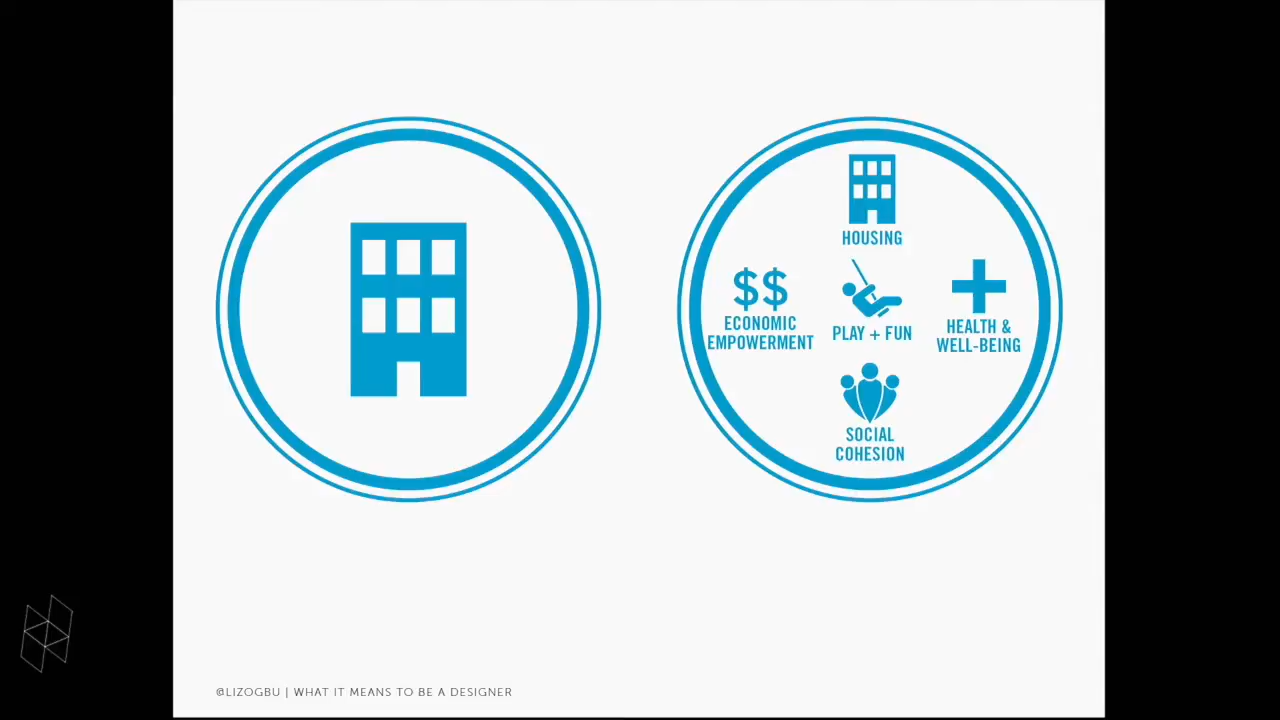 HOUSING
$$
ECONOMIC
EMPOWERMENT
PLAY + FUN
HEALTH &
WELL-BEING
SOCIAL
COHESION
@LIZOGBU | WHAT IT MEANS TO BE A DESIGNER